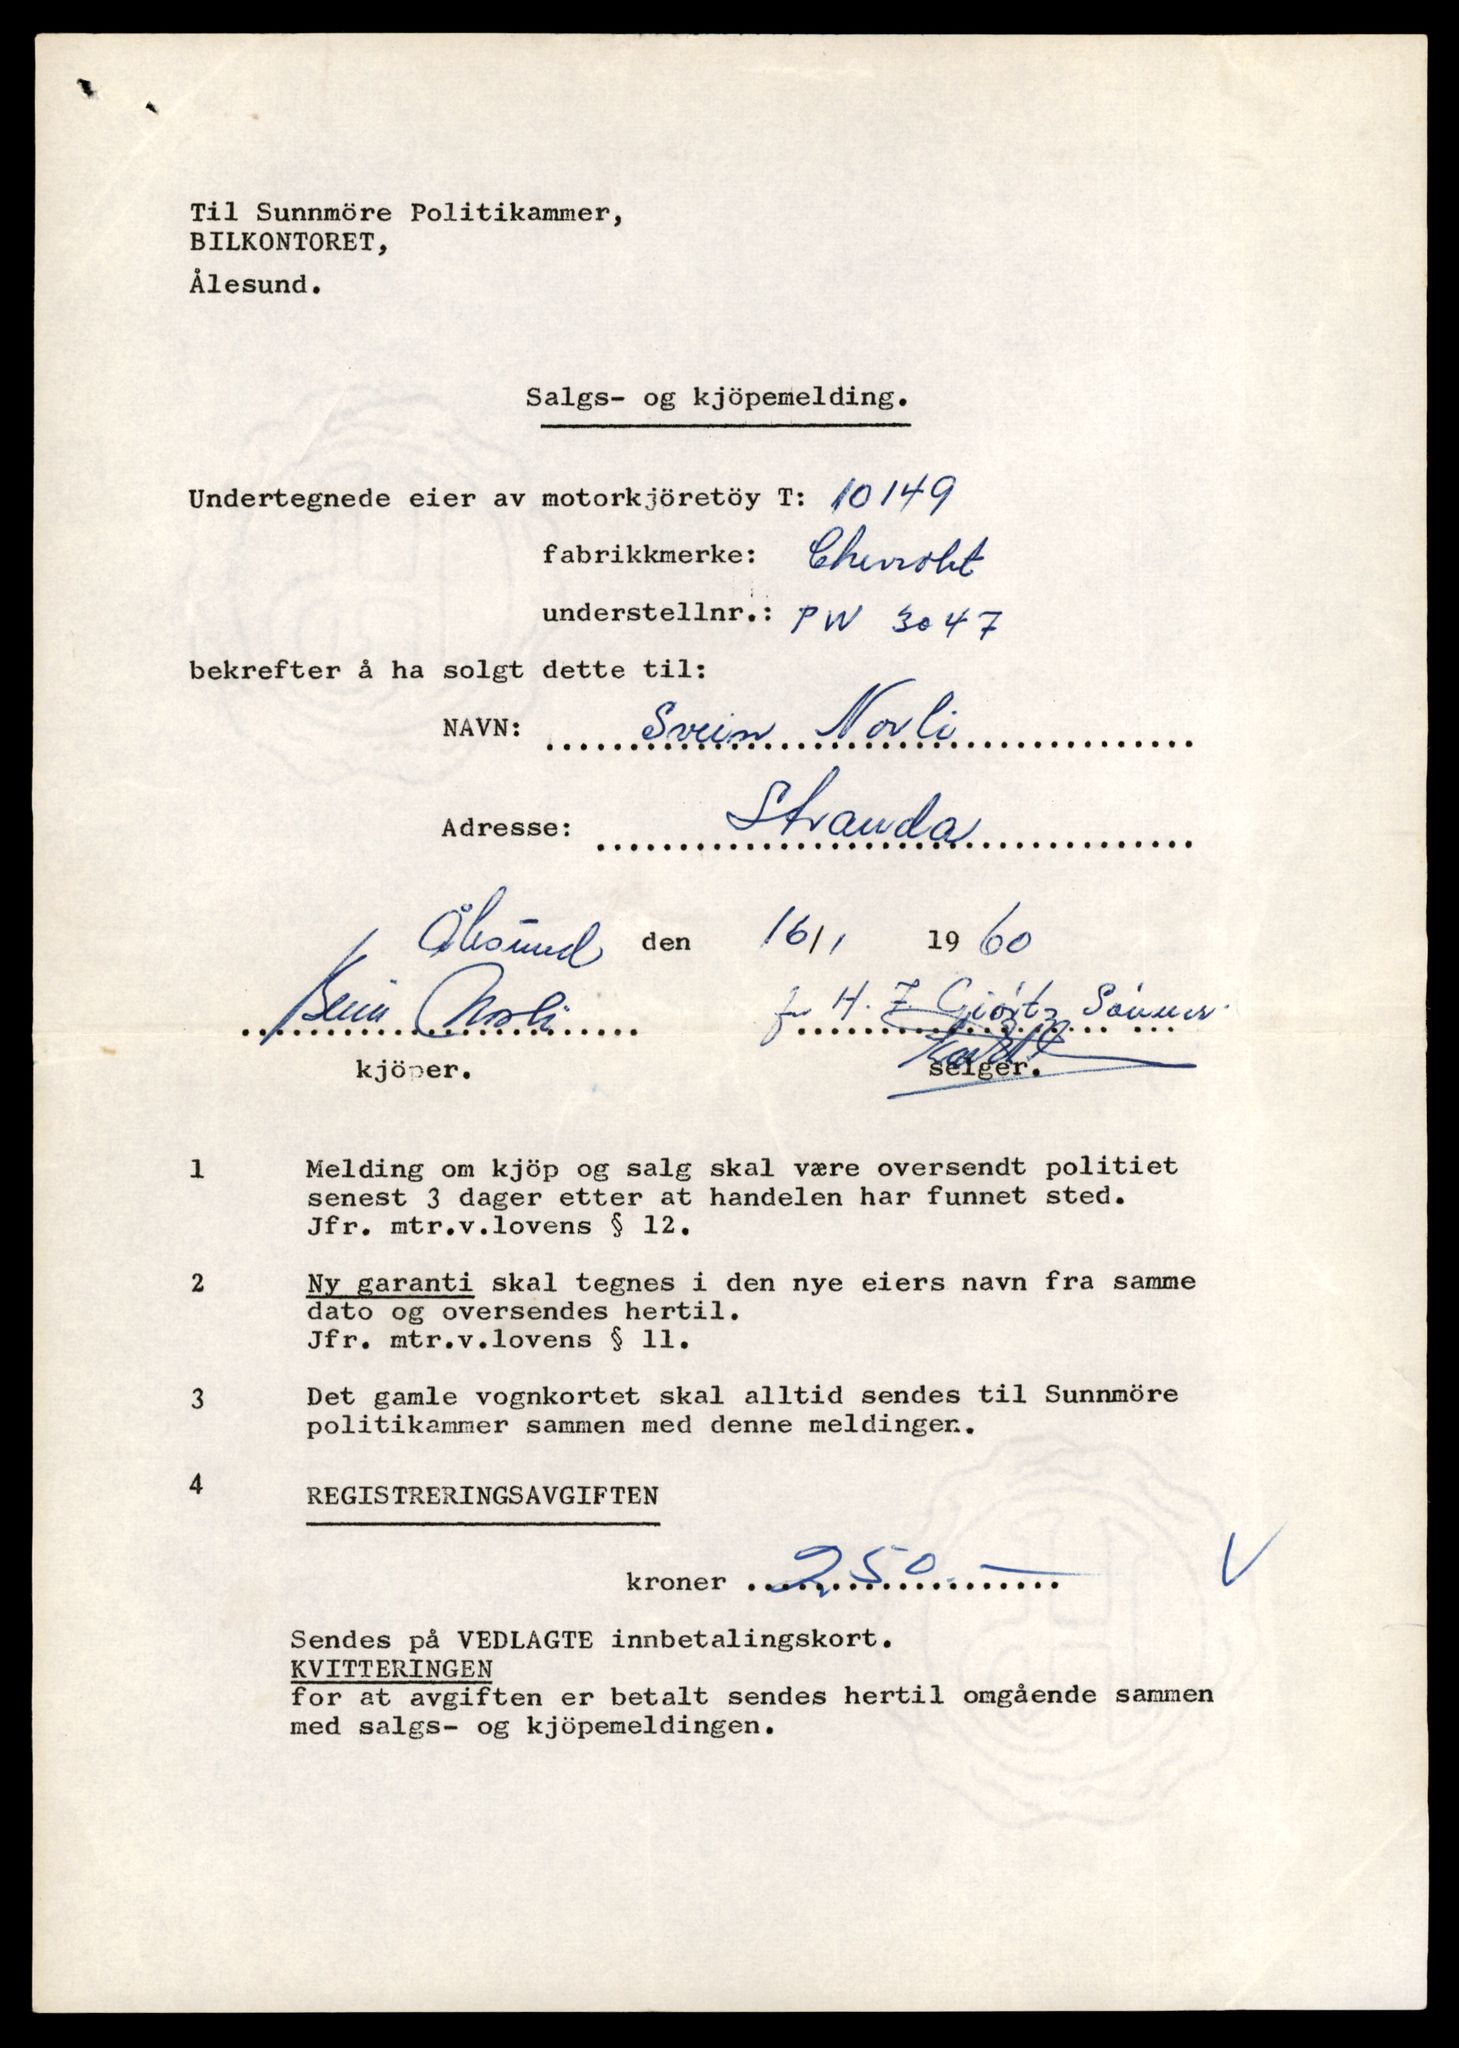 Til Sunnmöre Politikammer,
BILKONTORET,
Ålesund.
Salgs- og kjöpemelding.
Undertegnede eier av motorkjöretöy T: 10149
fabrikkmerke: Chevrolet
understellnr.: PW 3047
bekrefter å ha solgt dette til:
NAVN: Svein Norli
Adresse: Stranda
Ålesund den 16/1 1960
Svein Norli
for H. J. Giørtz Sønner
kjöper. selger.
1 Melding om kjöp og salg skal være oversendt politiet
senest 3 dager etter at handelen har funnet sted.
Jfr. mtr.v.lovens § 12.
2 Ny garanti skal tegnes i den nye eiers navn fra samme
dato og oversendes hertil.
Jfr. mtr.v.lovens § 11.
3 Det gamle vognkortet skal alltid sendes til Sunnmöre
politikammer sammen med denne meldingen.
4 REGISTRERINGSAVGIFTEN
kroner 250.— V
Sendes på VEDLAGTE innbetalingskort.
KVITTERINGEN
for at avgiften er betalt sendes hertil omgående sammen
med salgs- og kjöpemeldingen.